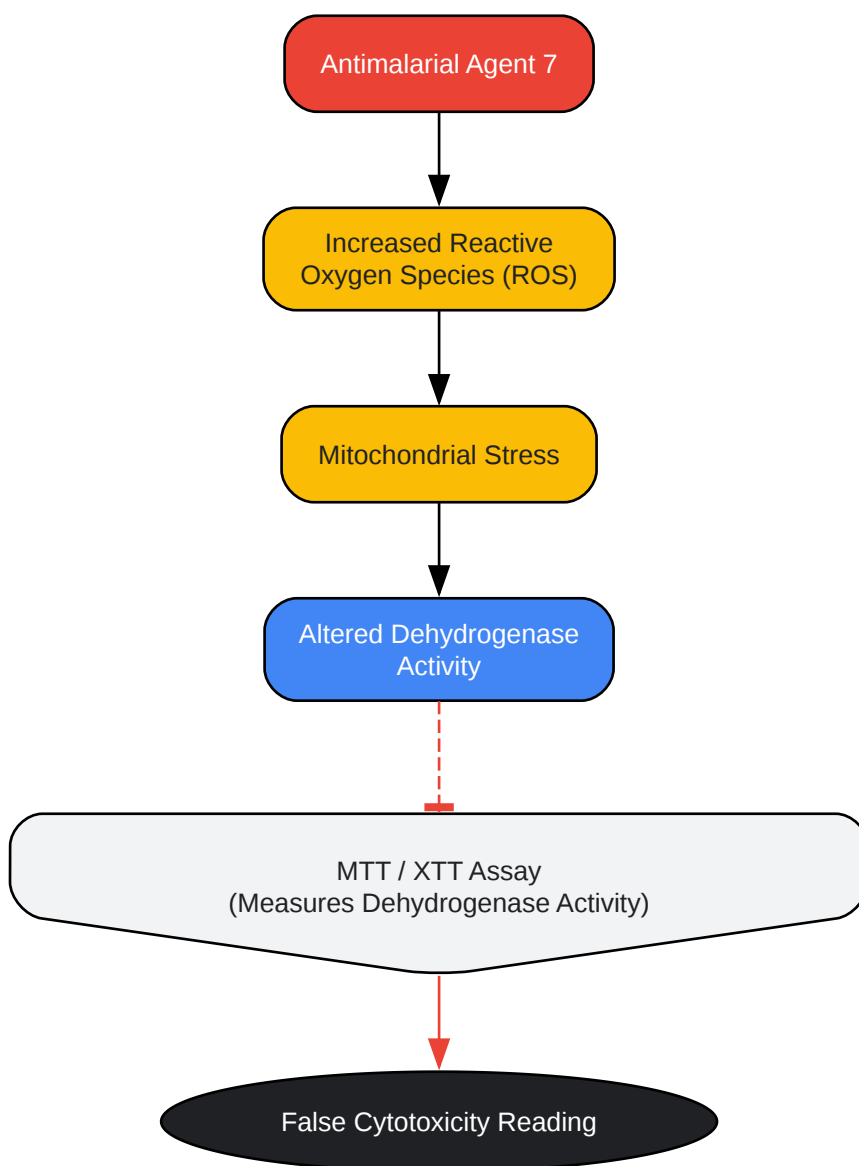 Antimalarial Agent 7
Increased Reactive
Oxygen Species (ROS)
Mitochondrial Stress
Altered Dehydrogenase
Activity
MTT / XTT Assay
(Measures Dehydrogenase Activity)
False Cytotoxicity Reading